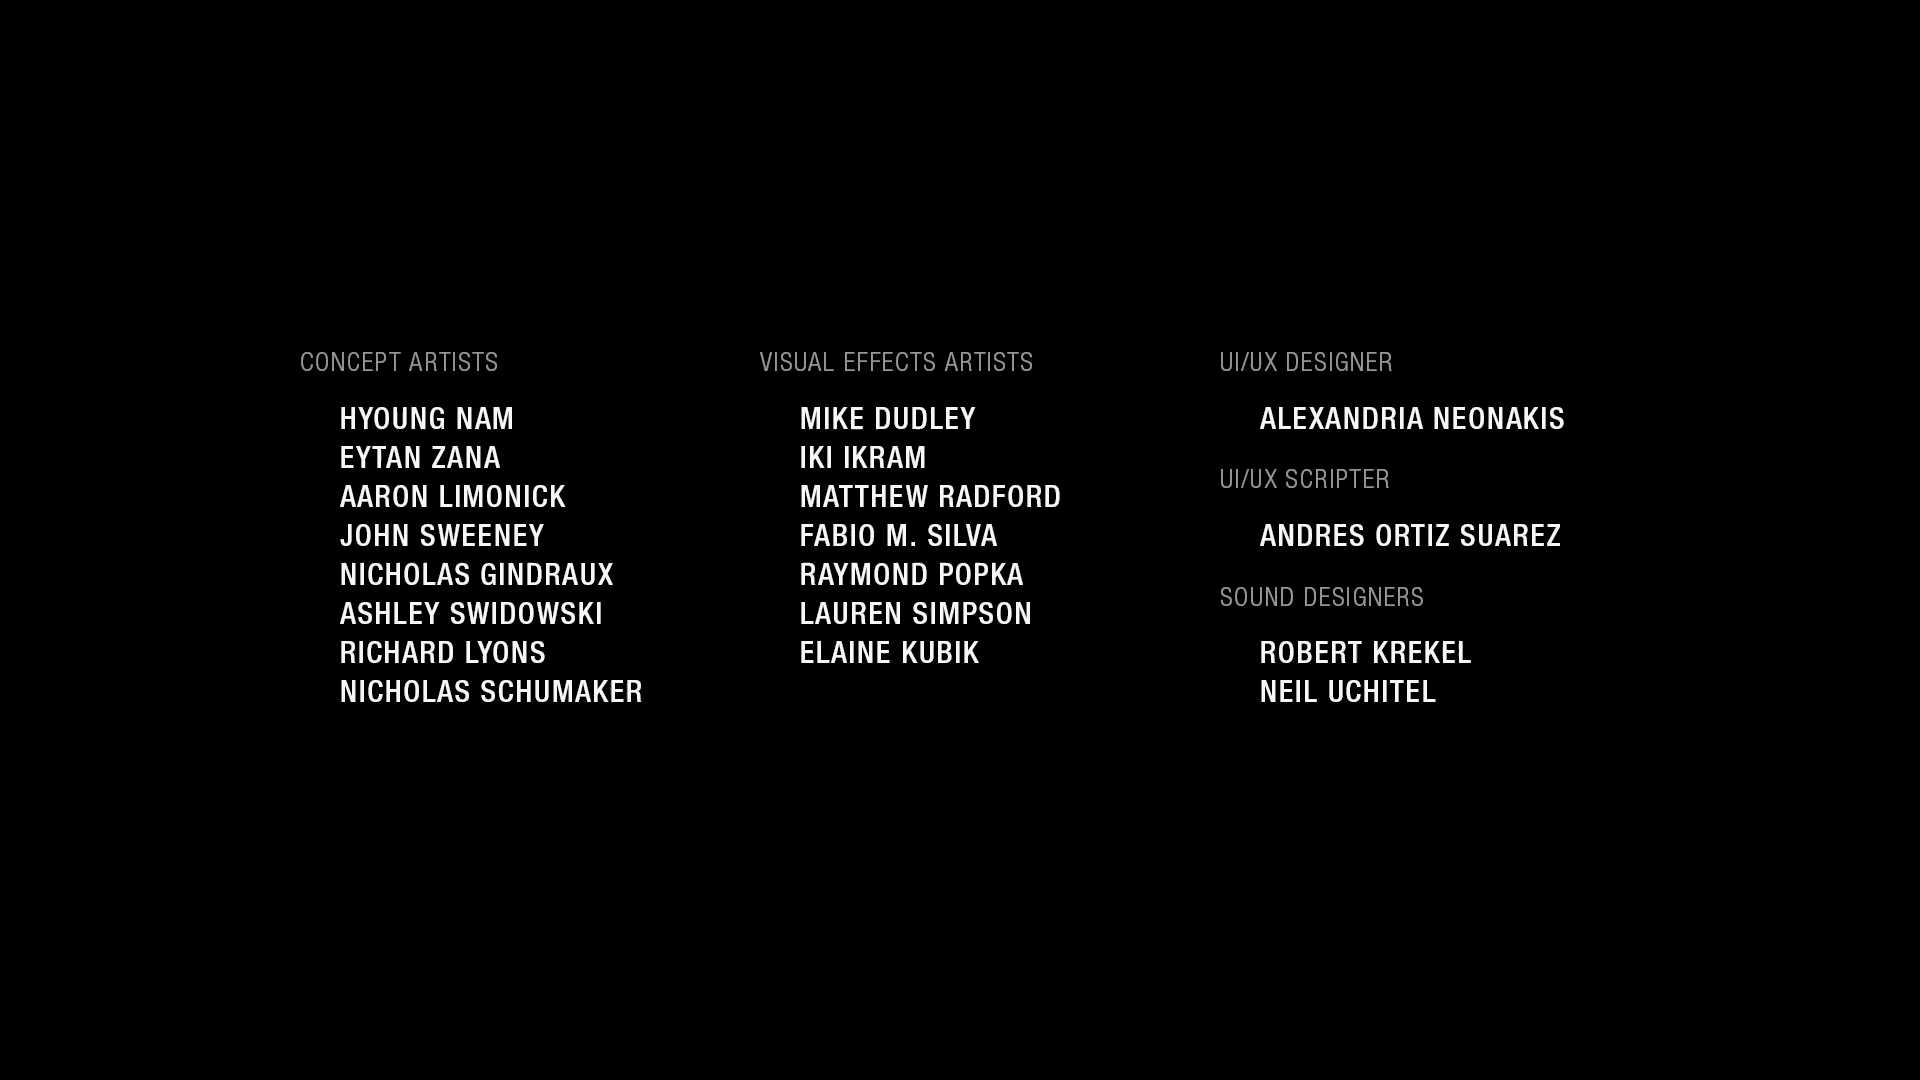 CONCEPT ARTISTS
HYOUNG NAM
EYTAN ZANA
AARON LIMONICK
JOHN SWEENEY
NICHOLAS GINDRAUX
ASHLEY SWIDOWSKI
RICHARD LYONS
NICHOLAS SCHUMAKER
VISUAL EFFECTS ARTISTS
MIKE DUDLEY
IKI IKRAM
MATTHEW RADFORD
FABIO M. SILVA
RAYMOND POPKA
LAUREN SIMPSON
ELAINE KUBIK
UI/UX DESIGNER
ALEXANDRIA NEONAKIS
UI/UX SCRIPTER
ANDRES ORTIZ SUAREZ
SOUND DESIGNERS
ROBERT KREKEL
NEIL UCHITEL